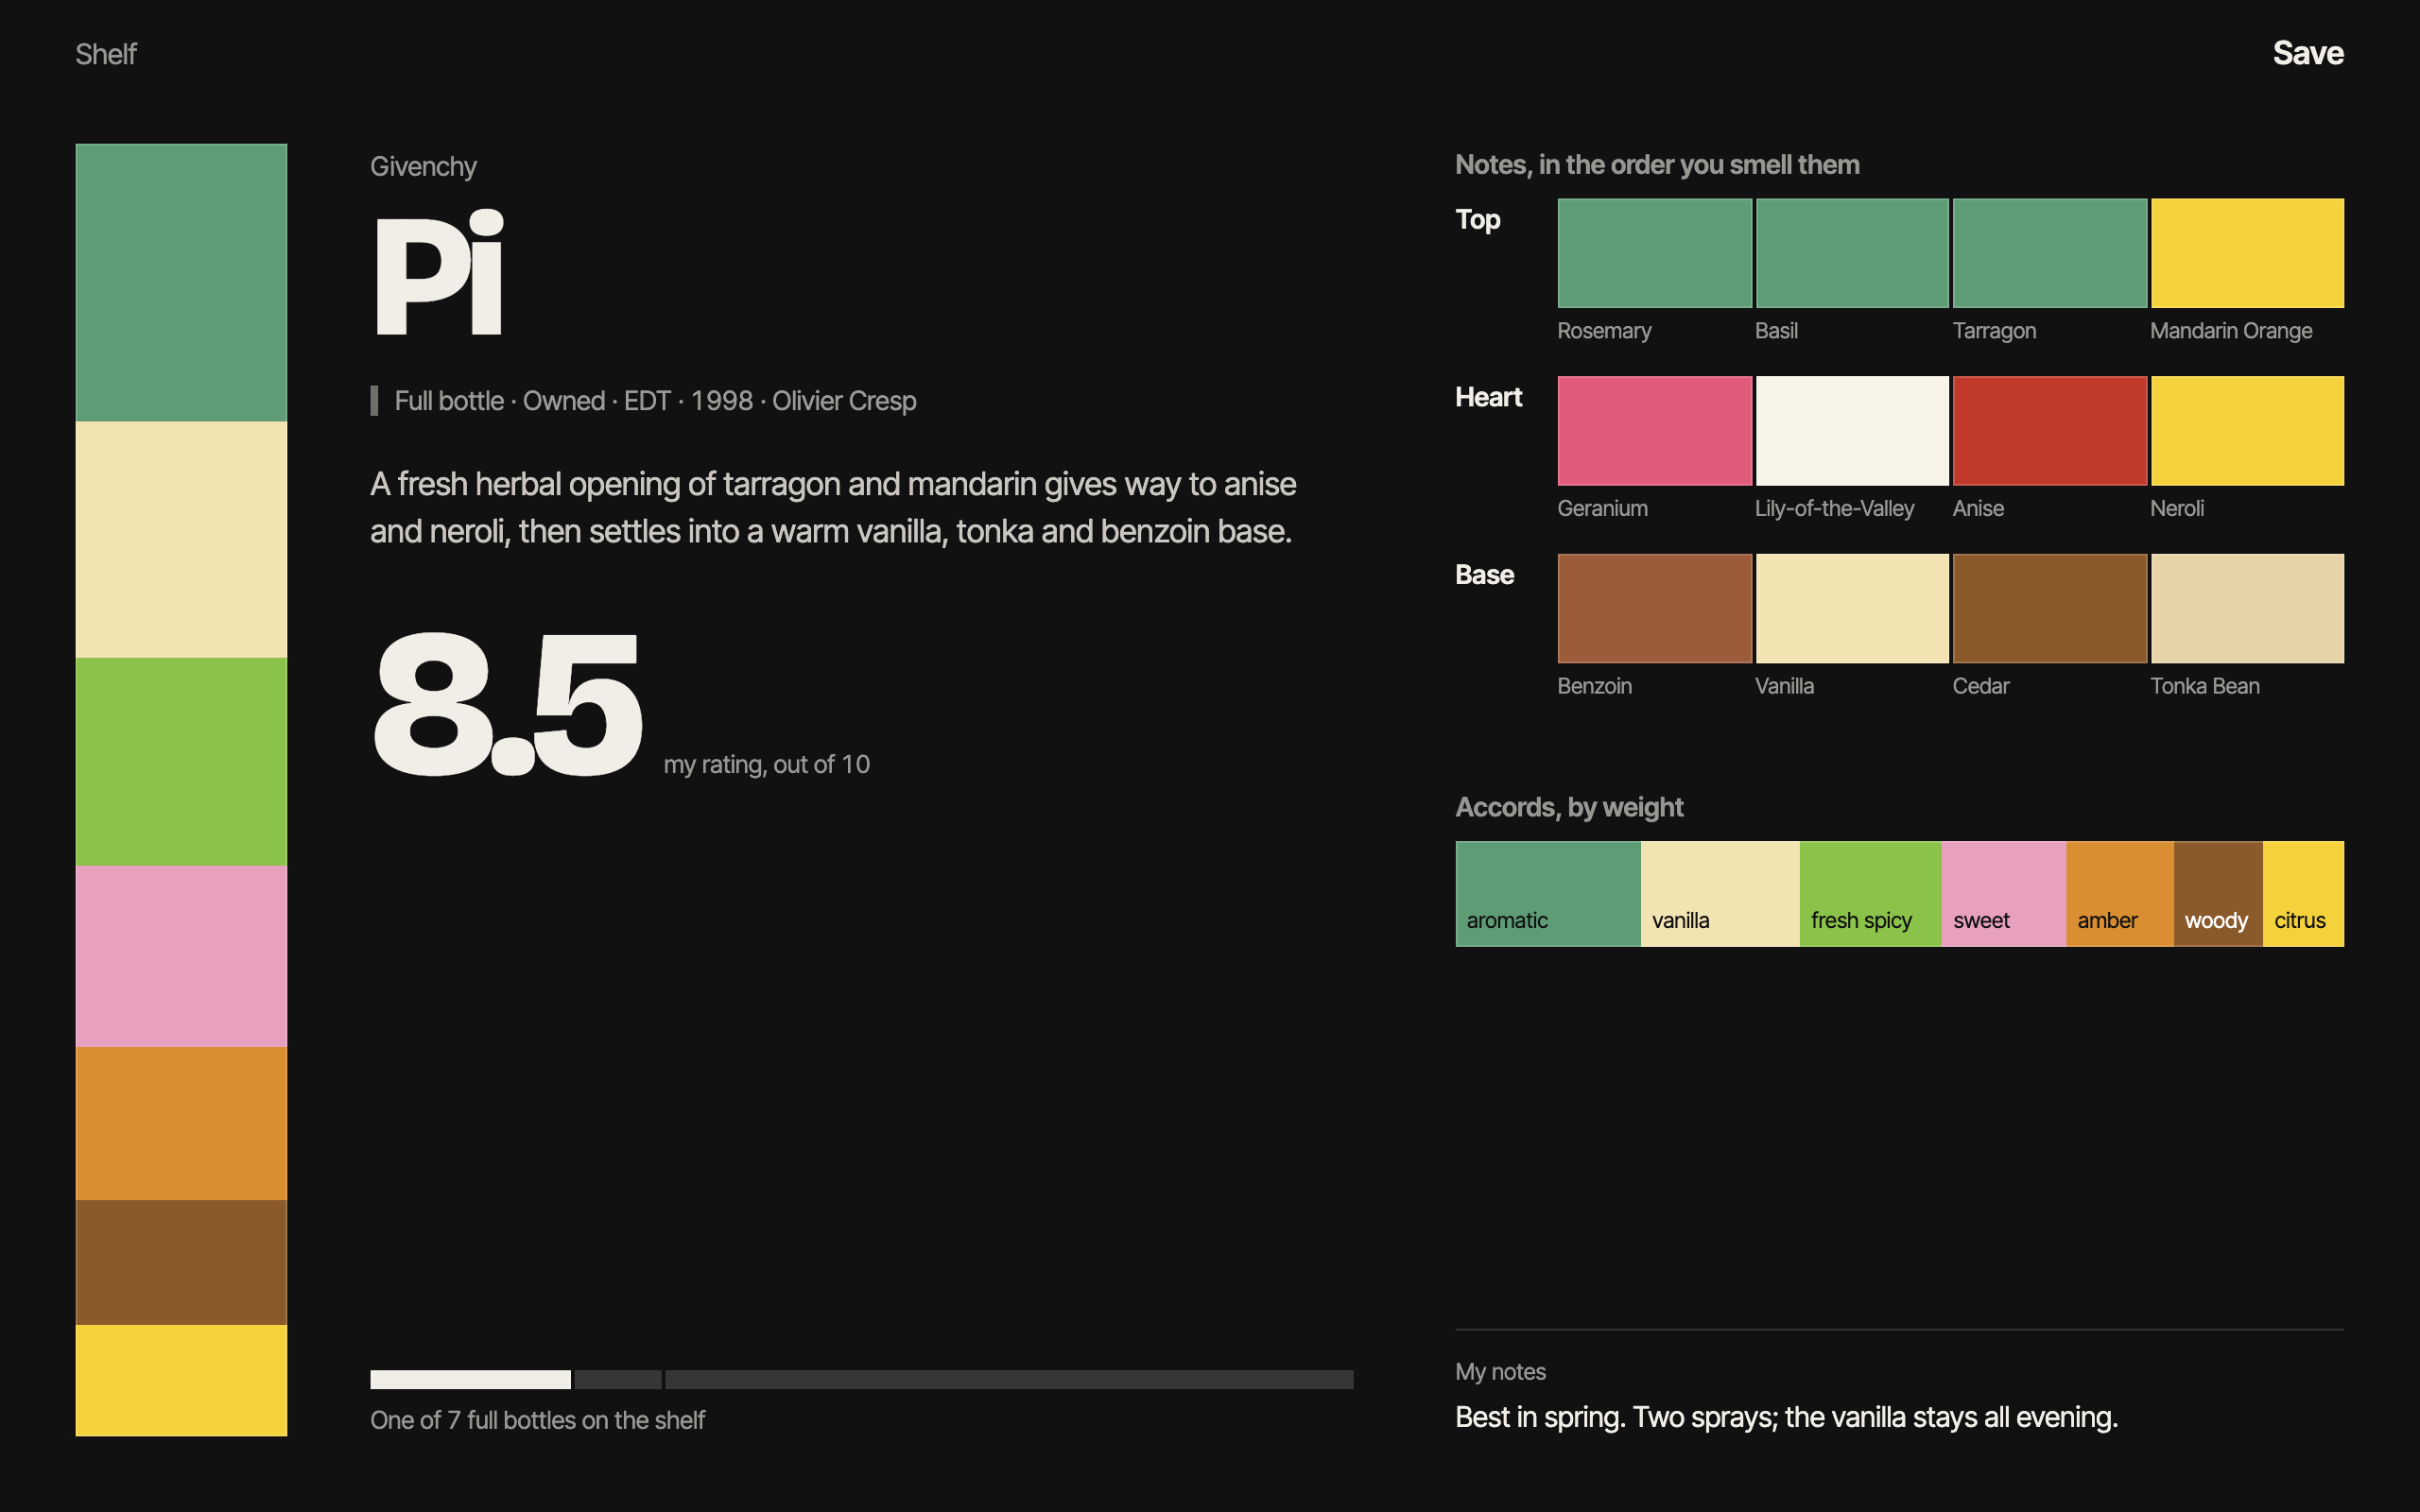 Shelf
Save
Givenchy
Pi
Full bottle · Owned · EDT · 1998 · Olivier Cresp
A fresh herbal opening of tarragon and mandarin gives way to anise
and neroli, then settles into a warm vanilla, tonka and benzoin base.
8.5
my rating, out of 10
One of 7 full bottles on the shelf
Notes, in the order you smell them
Top
Rosemary
Basil
Tarragon
Mandarin Orange
Heart
Geranium
Lily-of-the-Valley
Anise
Neroli
Base
Benzoin
Vanilla
Cedar
Tonka Bean
Accords, by weight
aromatic
vanilla
fresh spicy
sweet
amber
woody
citrus
My notes
Best in spring. Two sprays; the vanilla stays all evening.